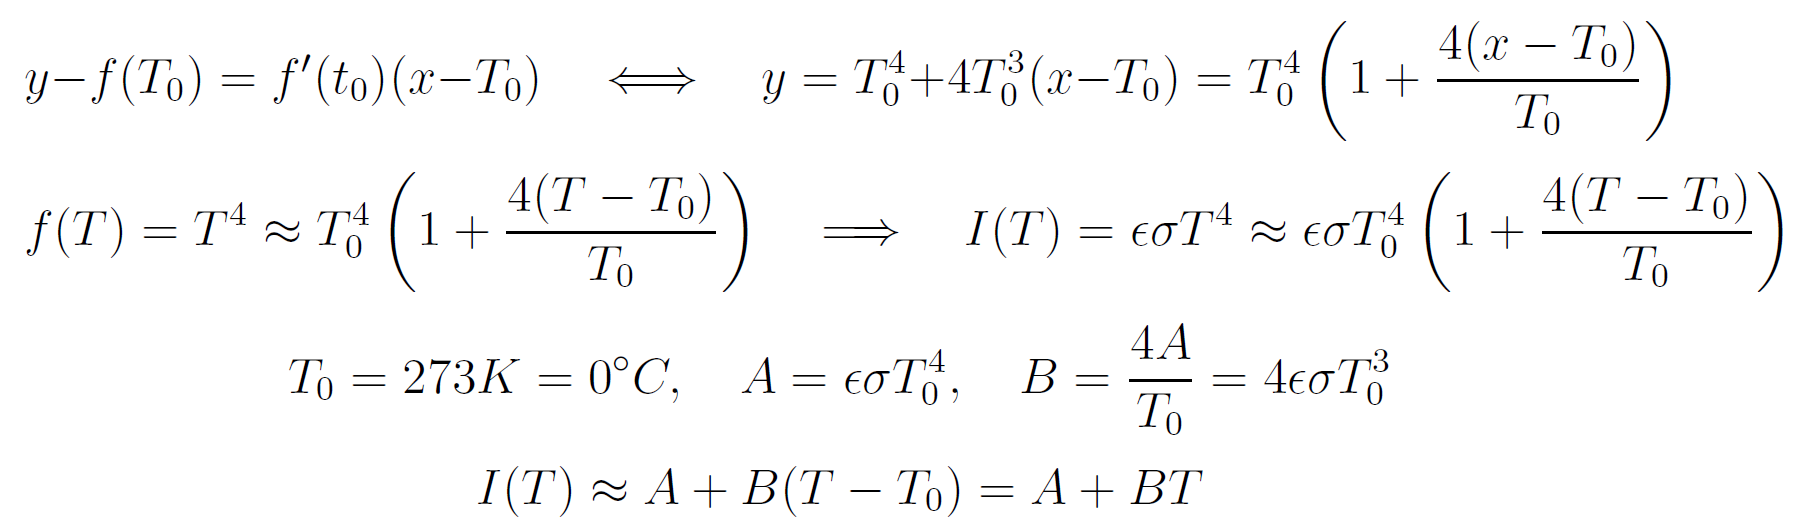 y−f(T₀) = f′(t₀)(x−T₀) ⟺ y = T₀⁴+4T₀³(x−T₀) = T₀⁴ (1 + 4(x − T₀)/T₀)
f(T) = T⁴ ≈ T₀⁴ (1 + 4(T − T₀)/T₀) ⟹ I(T) = ϵσT⁴ ≈ ϵσT₀⁴ (1 + 4(T − T₀)/T₀)
T₀ = 273K = 0°C, A = ϵσT₀⁴, B = 4A/T₀ = 4ϵσT₀³
I(T) ≈ A + B(T − T₀) = A + BT